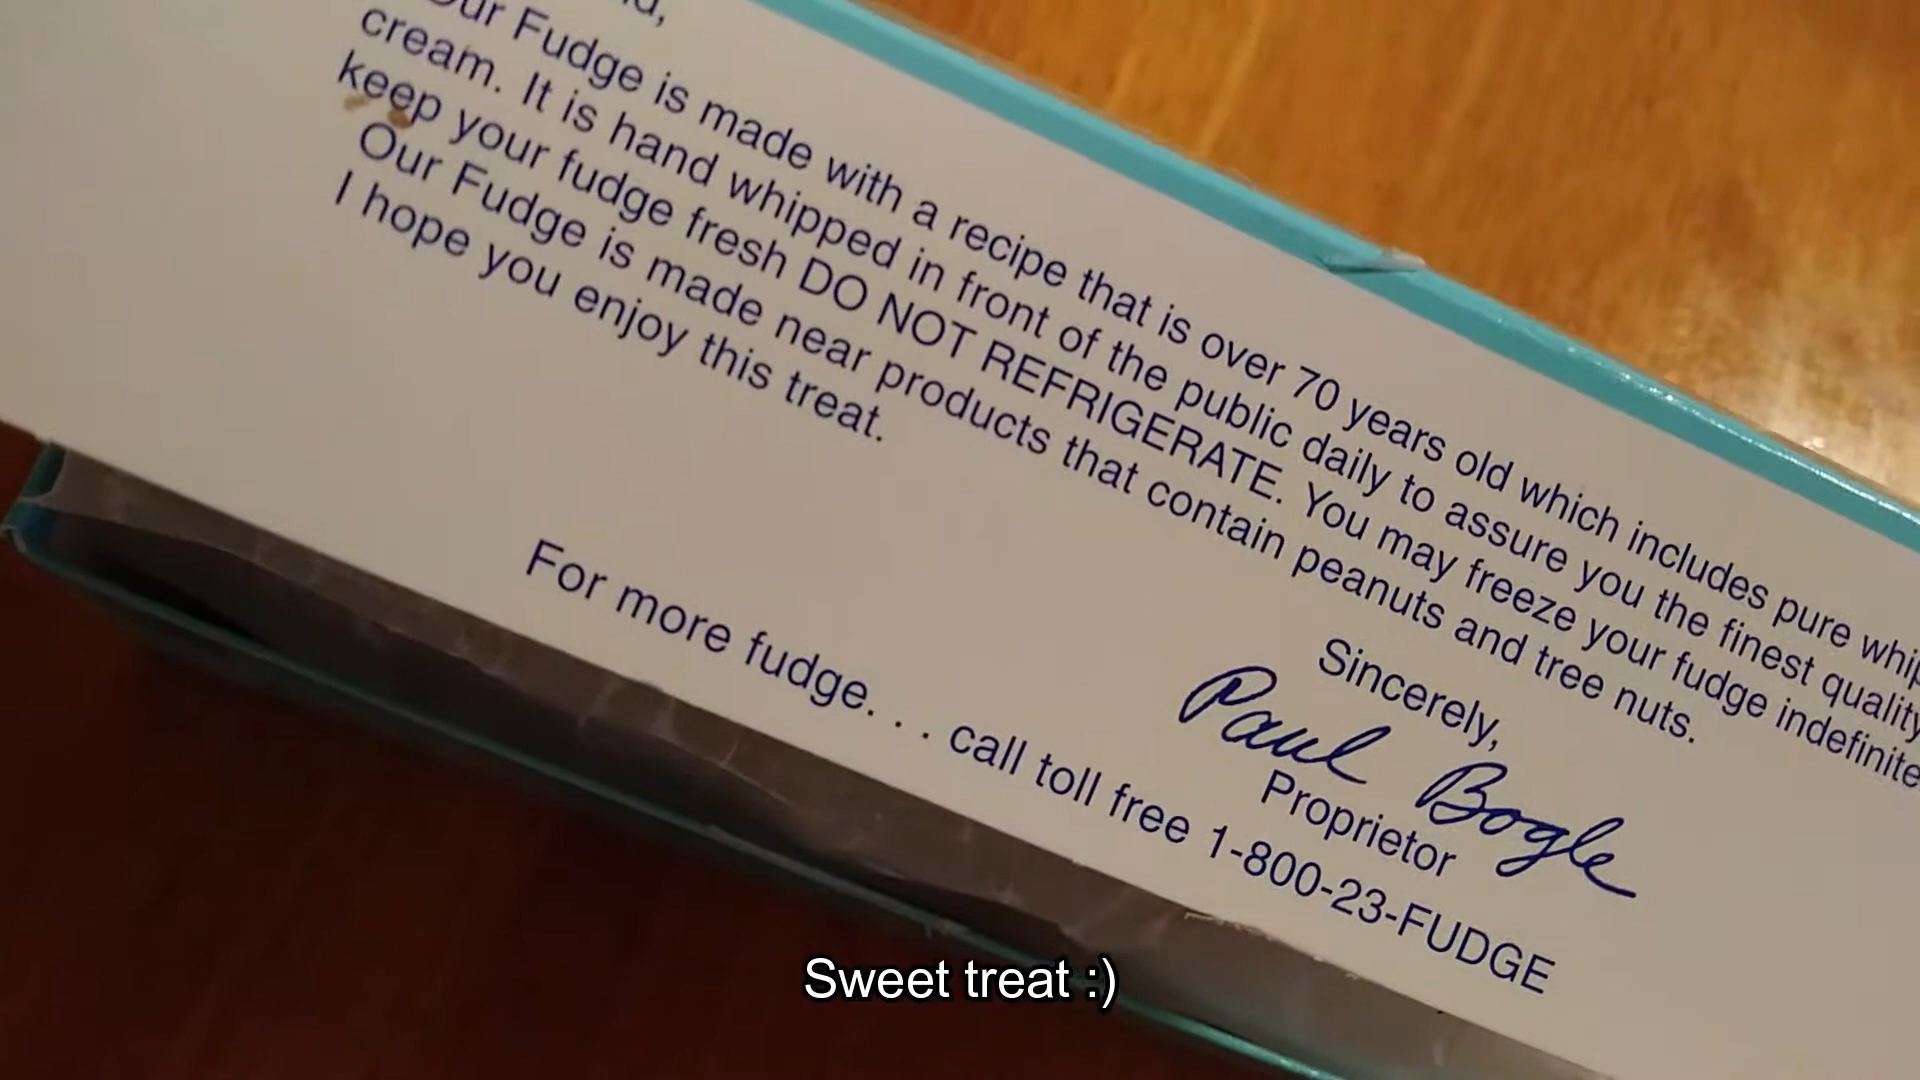 Our Fudge is made with a recipe that is over 70 years old which includes pure
cream. It is hand whipped in front of the public daily to assure you the finest quality
keep your fudge fresh DO NOT REFRIGERATE. You may freeze your fudge
Our Fudge is made near products that contain peanuts and tree nuts.
I hope you enjoy this treat.
Sincerely,
Paul Bogle
Proprietor
For more fudge. . . call toll free 1-800-23-FUDGE
Sweet treat :)